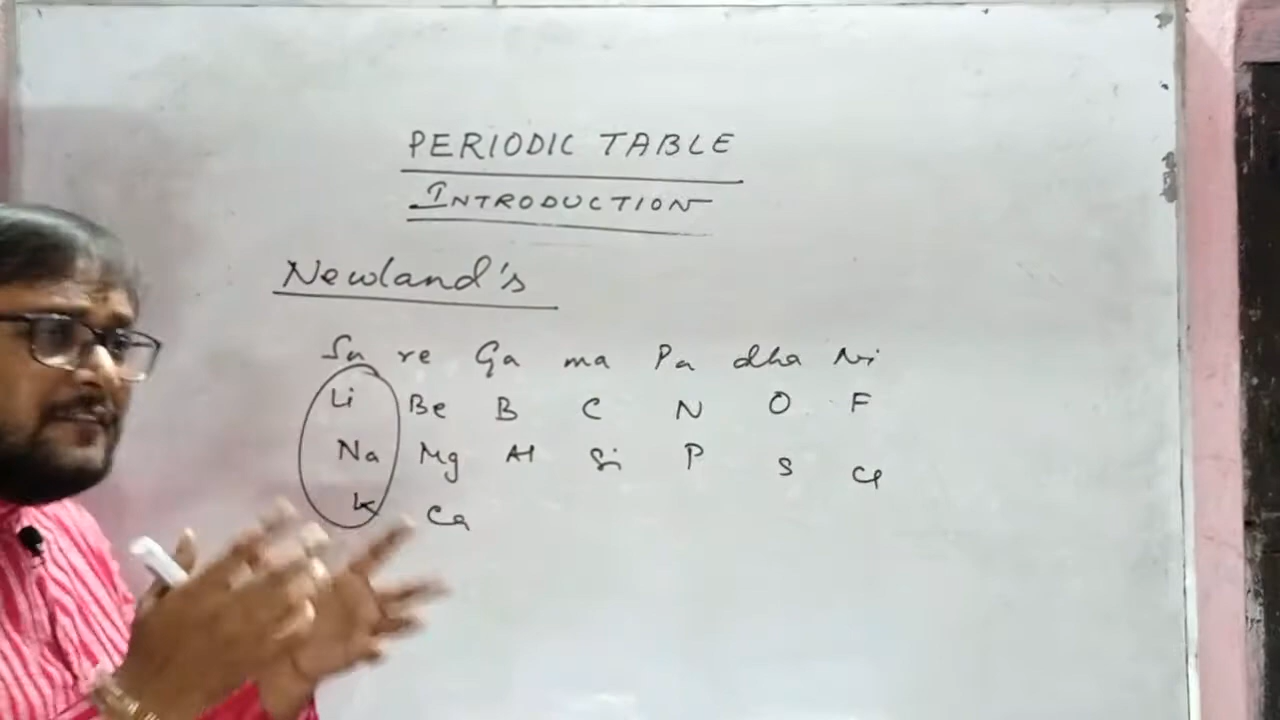 PERIODIC TABLE
INTRODUCTION
Newland's
Sa re Ga ma Pa dha Ni
Li Be B C N O F
Na Mg Al Si P S Cl
K Ca